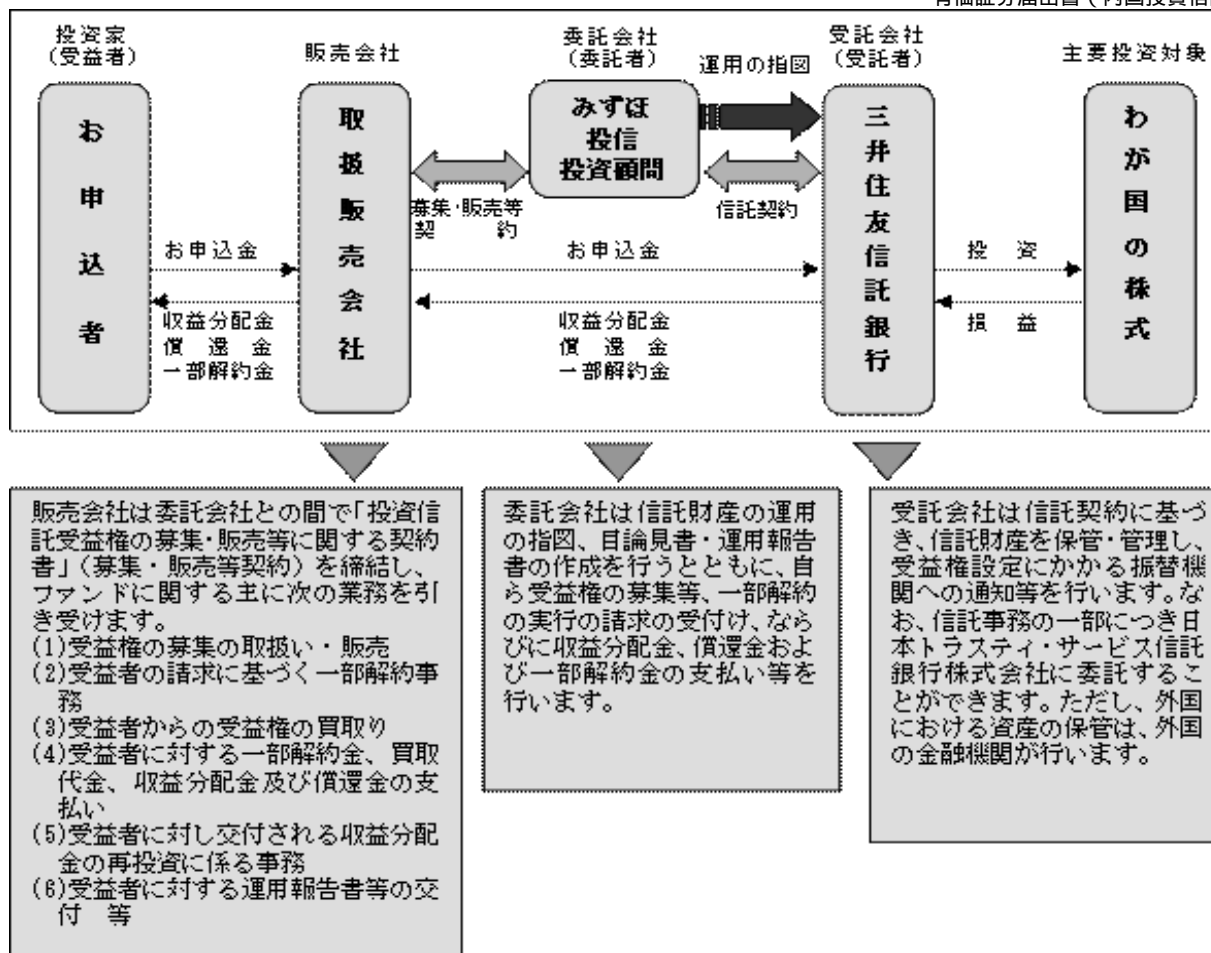 有価証券届出書(内国投資信
投資家
(受益者)
販売会社
委託会社
(委託者)
運用の指図
受託会社
(受託者)
主要投資対象
お申込者
取扱販売会社
みずほ
投信
投資顧問
三井住友信託銀行
わが国の株式
募集・販売等
契 約
信託契約
お申込金
お申込金
投 資
収益分配金
償 還 金
一部解約金
収益分配金
償 還 金
一部解約金
損 益
販売会社は委託会社との間で「投資信
託受益権の募集・販売等に関する契約
書」(募集・販売等契約)を締結し、
ファンドに関する主に次の業務を引
き受けます。
(1)受益権の募集の取扱い・販売
(2)受益者の請求に基づく一部解約事
務
(3)受益者からの受益権の買取り
(4)受益者に対する一部解約金、買取
代金、収益分配金及び償還金の支
払い
(5)受益者に対し交付される収益分配
金の再投資に係る事務
(6)受益者に対する運用報告書等の交
付 等
委託会社は信託財産の運用
の指図、目論見書・運用報告
書の作成を行うとともに、自
ら受益権の募集等、一部解約
の実行の請求の受付け、なら
びに収益分配金、償還金およ
び一部解約金の支払い等を
行います。
受託会社は信託契約に基づ
き、信託財産を保管・管理し、
受益権設定にかかる振替機
関への通知等を行います。な
お、信託事務の一部につき日
本トラスティ・サービス信託
銀行株式会社に委託するこ
とができます。ただし、外国
における資産の保管は、外国
の金融機関が行います。